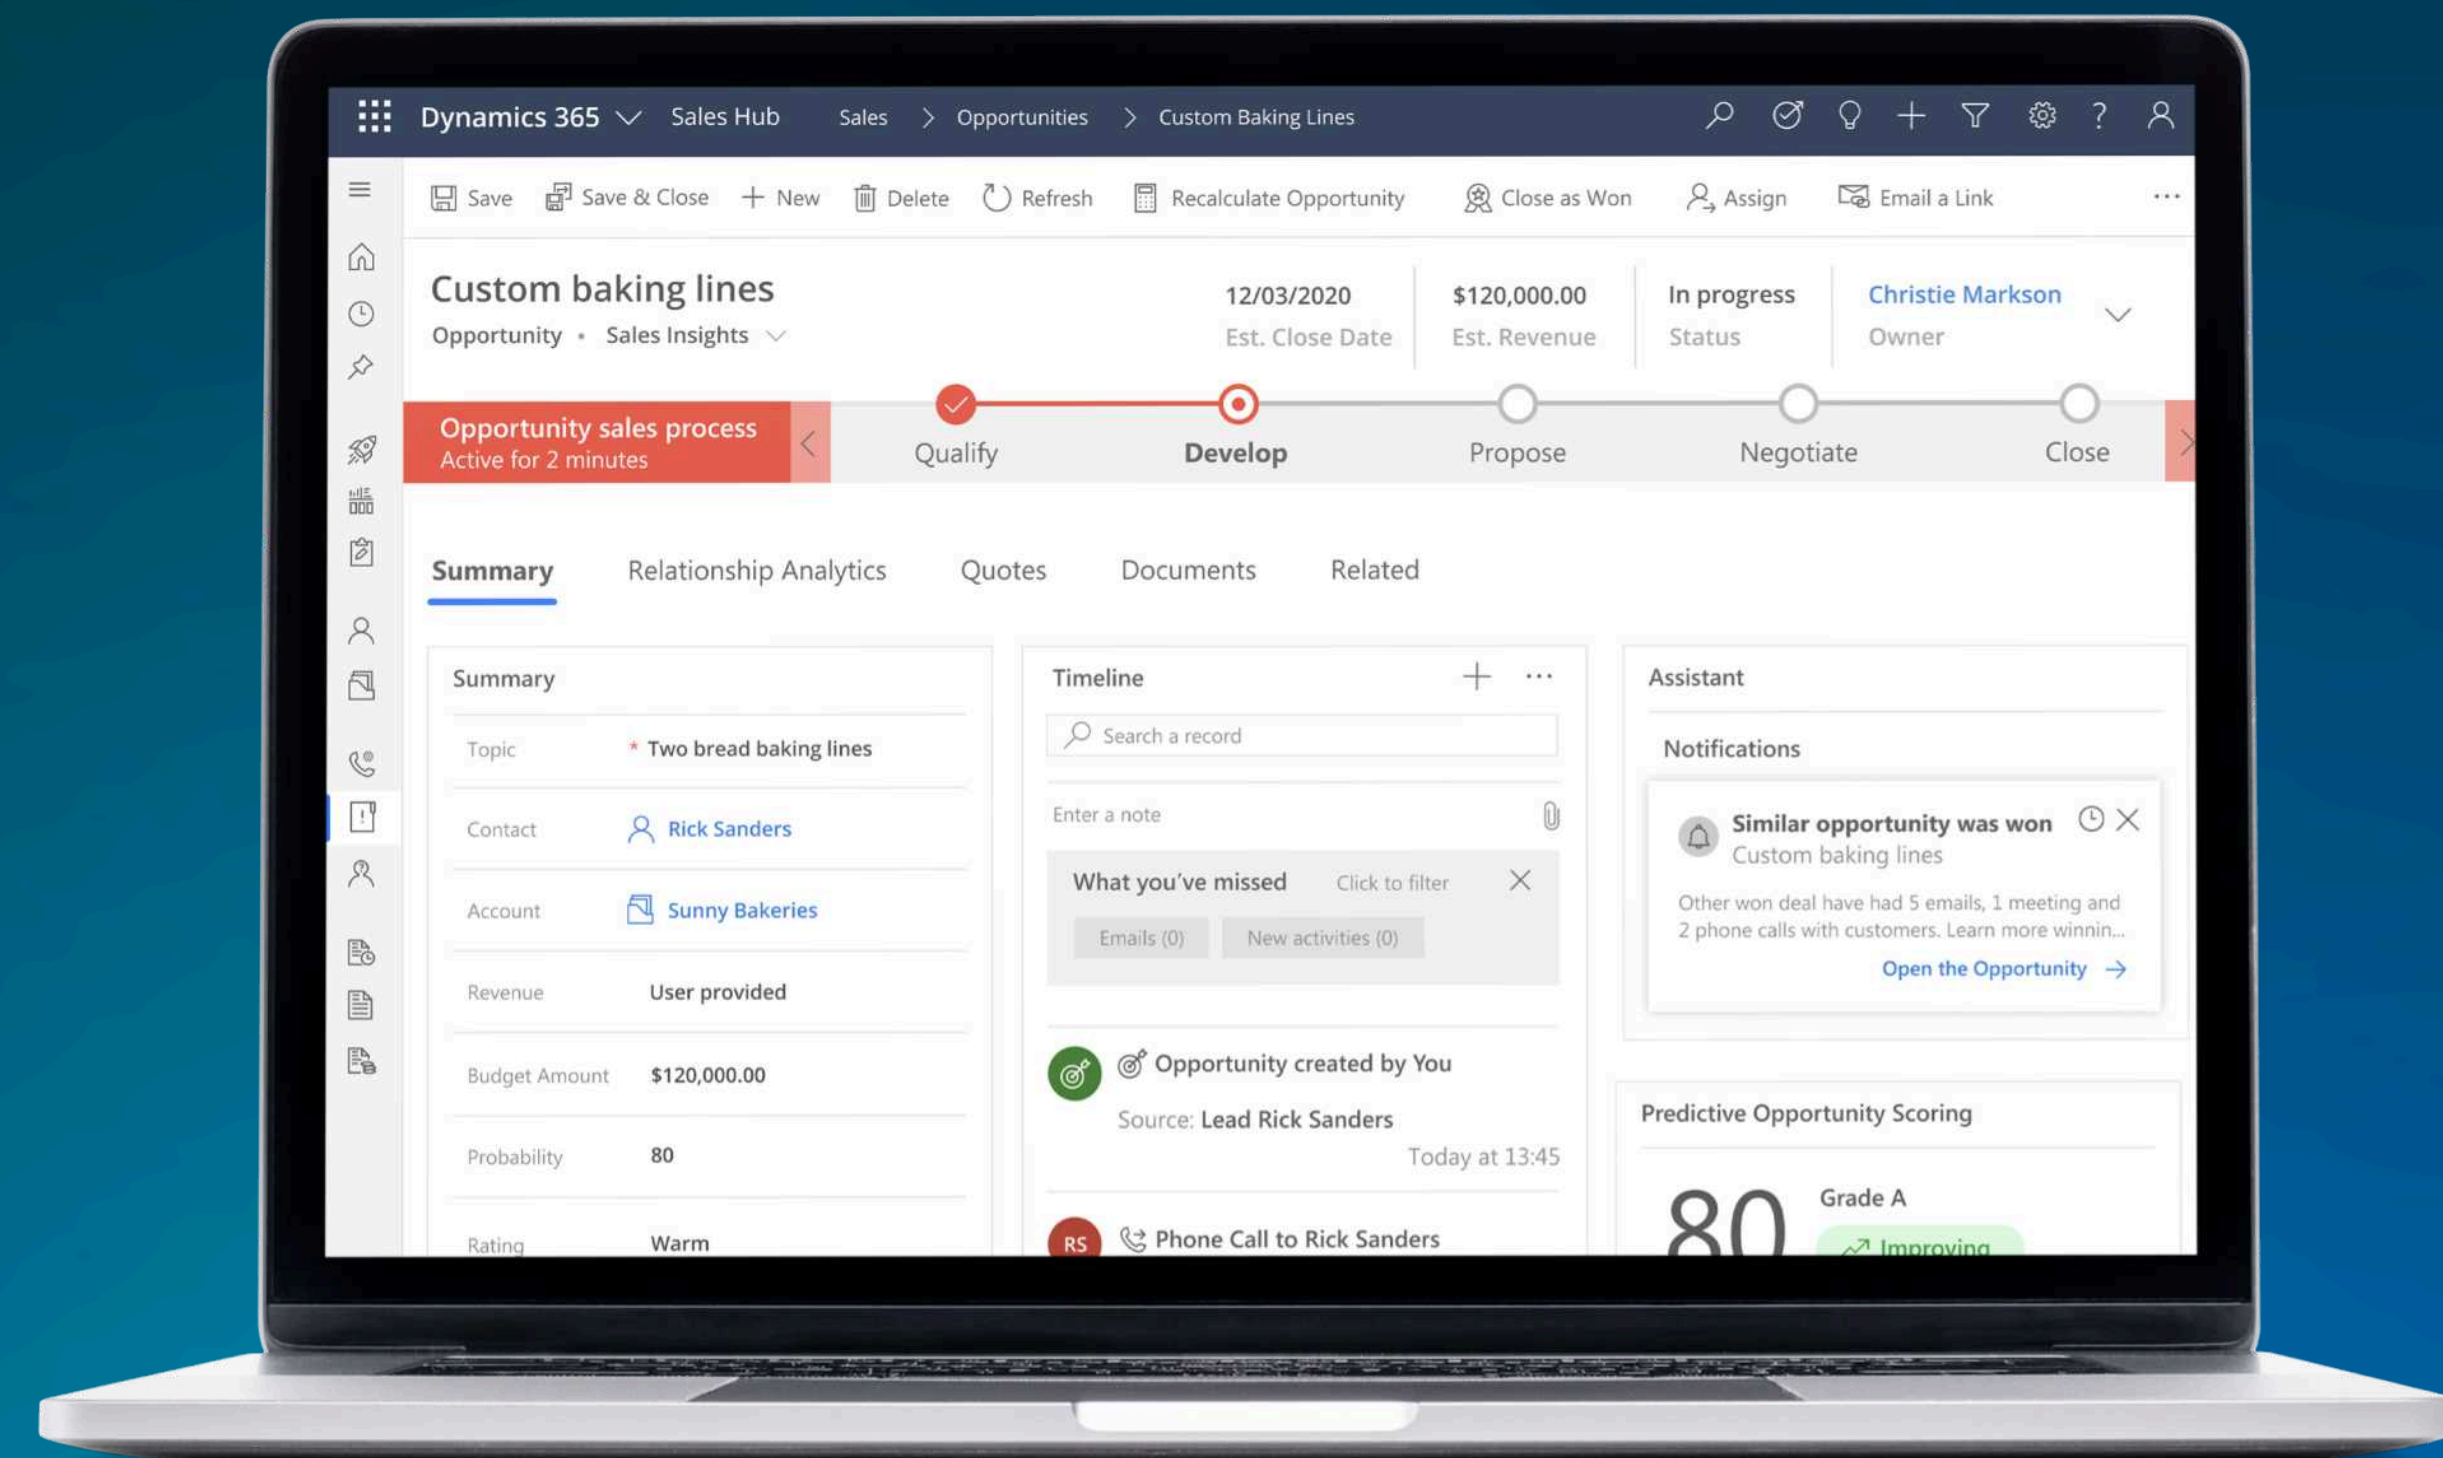 Dynamics 365 Sales Hub Sales > Opportunities > Custom Baking Lines ?
Save Save & Close + New Delete Refresh Recalculate Opportunity Close as Won Assign Email a Link ...
Custom baking lines
Opportunity • Sales Insights
12/03/2020
Est. Close Date
$120,000.00
Est. Revenue
In progress
Status
Christie Markson
Owner
Opportunity sales process
Active for 2 minutes
Qualify Develop Propose Negotiate Close
Summary Relationship Analytics Quotes Documents Related
Summary
Topic * Two bread baking lines
Contact Rick Sanders
Account Sunny Bakeries
Revenue User provided
Budget Amount $120,000.00
Probability 80
Rating Warm
Timeline + ...
Search a record
Enter a note
What you've missed Click to filter
Emails (0) New activities (0)
Opportunity created by You
Source: Lead Rick Sanders
Today at 13:45
RS Phone Call to Rick Sanders
Assistant
Notifications
Similar opportunity was won
Custom baking lines
Other won deal have had 5 emails, 1 meeting and
2 phone calls with customers. Learn more winnin...
Open the Opportunity →
Predictive Opportunity Scoring
80
Grade A
Improving